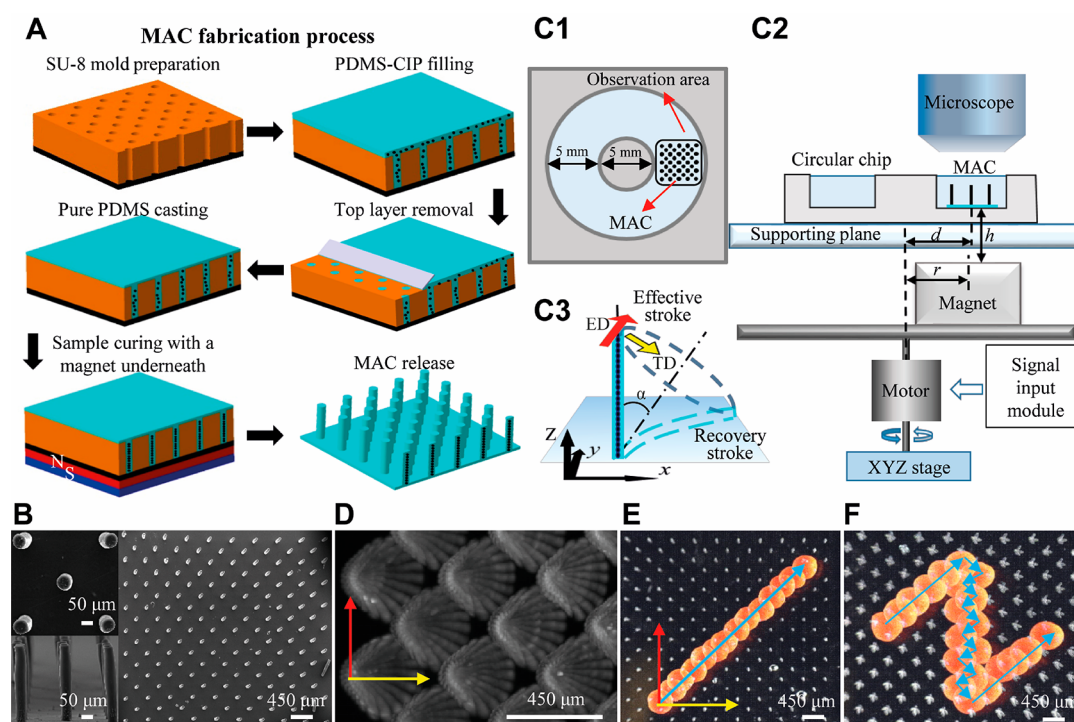 A
MAC fabrication process
SU-8 mold preparation
PDMS-CIP filling
Pure PDMS casting
Top layer removal
Sample curing with a
magnet underneath
MAC release
N
S
C1
Observation area
5 mm
5 mm
MAC
C2
Microscope
Circular chip
MAC
Supporting plane
d
h
r
Magnet
Motor
Signal
input
module
XYZ stage
C3
ED
Effective
stroke
TD
α
Z
y
x
Recovery
stroke
B
50 μm
50 μm
450 μm
D
450 μm
E
450 μm
F
450 μm